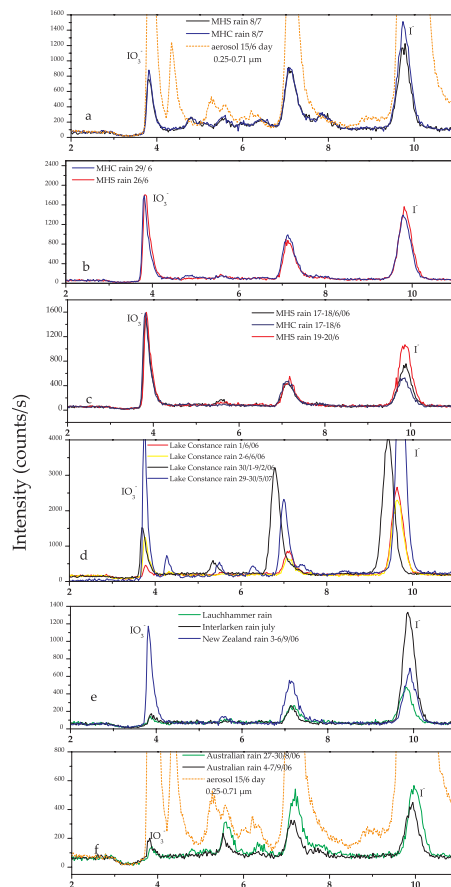 Intensity (counts/s)
1600
1400
1200
1000
800
600
400
200
0
MHS rain 8/7
MHC rain 8/7
aerosol 15/6 day
0.25-0.71 µm
IO3-
I-
a
2 4 6 8 10
2400
2000
1600
1200
800
400
0
MHC rain 29/ 6
MHS rain 26/6
IO3-
I-
b
2 4 6 8 10
1600
1200
800
400
0
MHS rain 17-18/6/06
MHC rain 17-18/6
MHS rain 19-20/6
IO3-
I-
c
2 4 6 8 10
4000
3000
2000
1000
0
Lake Constance rain 1/6/06
Lake Constance rain 2-6/6/06
Lake Constance rain 30/1-9/2/06
Lake Constance rain 29-30/5/07
IO3-
I-
d
2 4 6 8 10
1400
1200
1000
800
600
400
200
0
Lauchhammer rain
Interlarken rain july
New Zealand rain 3-6/9/06
IO3-
I-
e
2 4 6 8 10
800
600
400
200
0
Australian rain 27-30/8/06
Australian rain 4-7/9/06
aerosol 15/6 day
0.25-0.71 µm
f
IO3-
I-
2 4 6 8 10